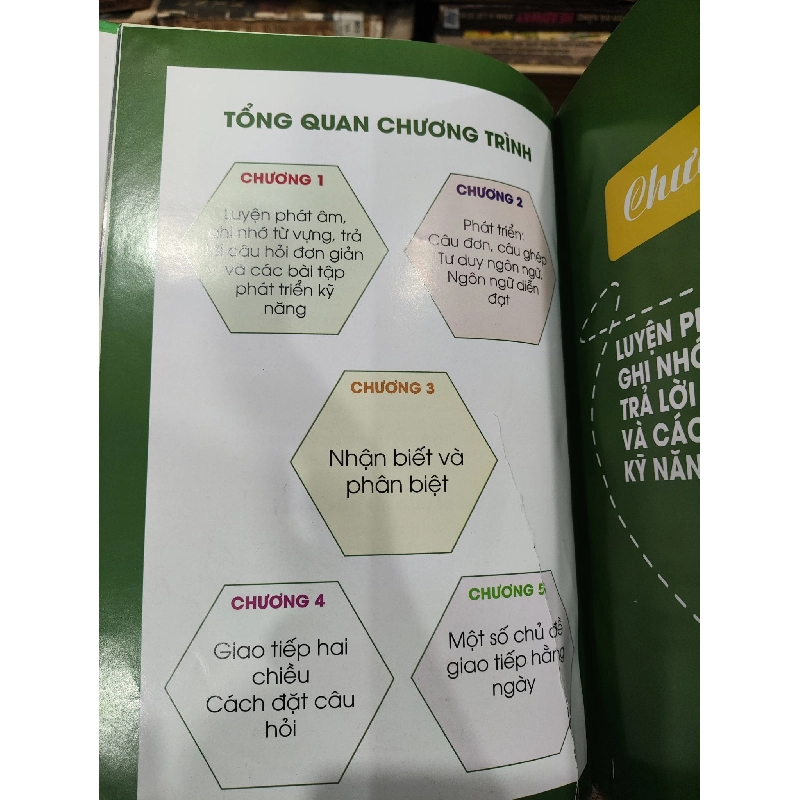 TỔNG QUAN CHƯƠNG TRÌNH
CHƯƠNG 1
Luyện phát âm,
ghi nhớ từ vựng, trả
lời câu hỏi đơn giản
và các bài tập
phát triển kỹ
năng
CHƯƠNG 2
Phát triển:
Câu đơn, câu ghép
Tư duy ngôn ngữ,
Ngôn ngữ diễn
đạt
CHƯƠNG 3
Nhận biết và
phân biệt
CHƯƠNG 4
Giao tiếp hai
chiều
Cách đặt câu
hỏi
CHƯƠNG 5
Một số chủ đề
giao tiếp hằng
ngày
LUYỆN
GHI NHỚ
TRẢ LỜI
VÀ CÁC
KỸ NĂN